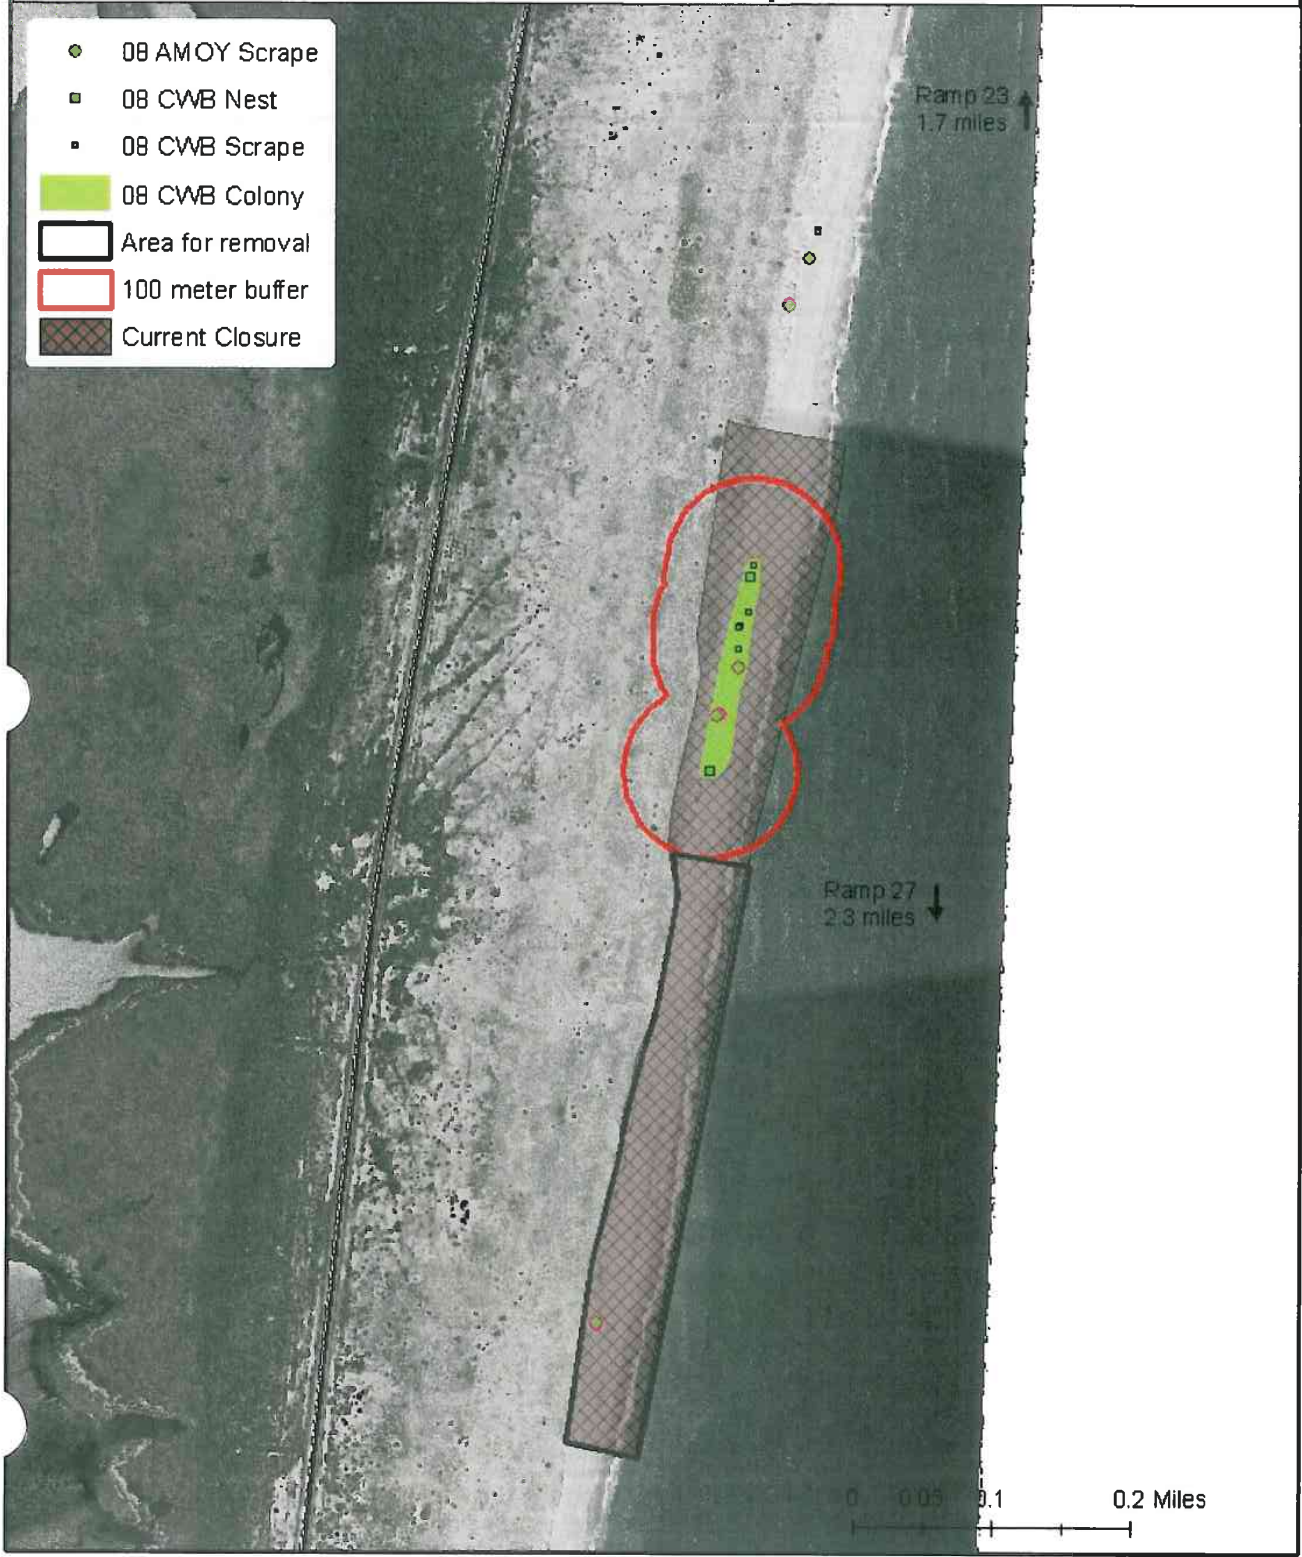 08 AMOY Scrape
08 CWB Nest
08 CWB Scrape
08 CWB Colony
Area for removal
100 meter buffer
Current Closure
Ramp 23
1.7 miles
Ramp 27
2.3 miles
0 0.05 0.1 0.2 Miles